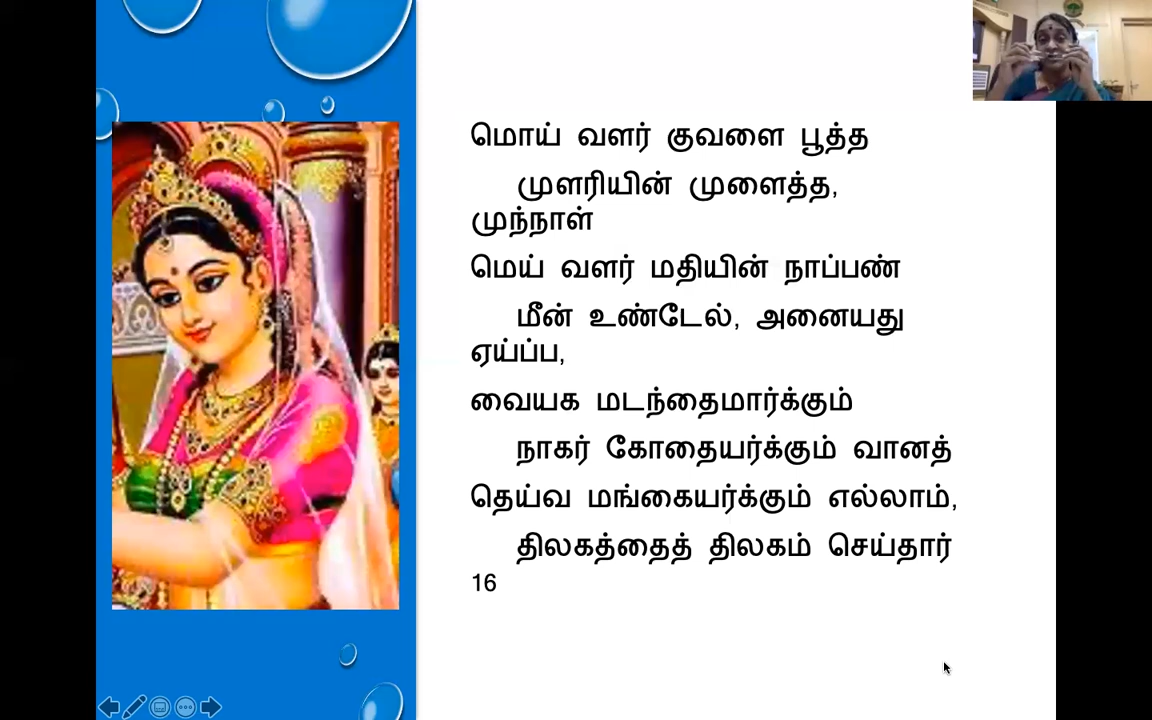 மொய் வளர் குவளை பூத்த
முளரியின் முளைத்த,
முந்நாள்
மெய் வளர் மதியின் நாப்பண்
மீன் உண்டேல், அனையது
ஏய்ப்ப,
வையக மடந்தைமார்க்கும்
நாகர் கோதையர்க்கும் வானத்
தெய்வ மங்கையர்க்கும் எல்லாம்,
திலகத்தைத் திலகம் செய்தார்
16